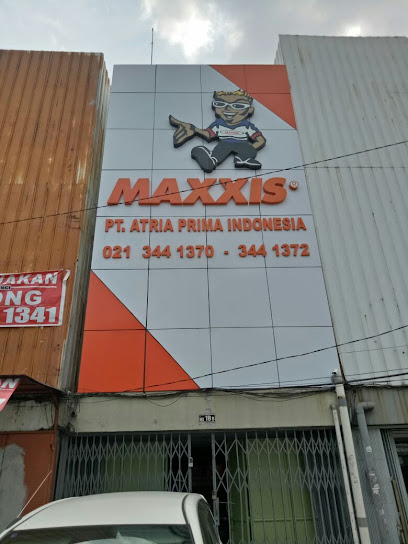 MAXXIS®
PT. ATRIA PRIMA INDONESIA
021 344 1370 - 344 1372
AKAN
ONG
1341